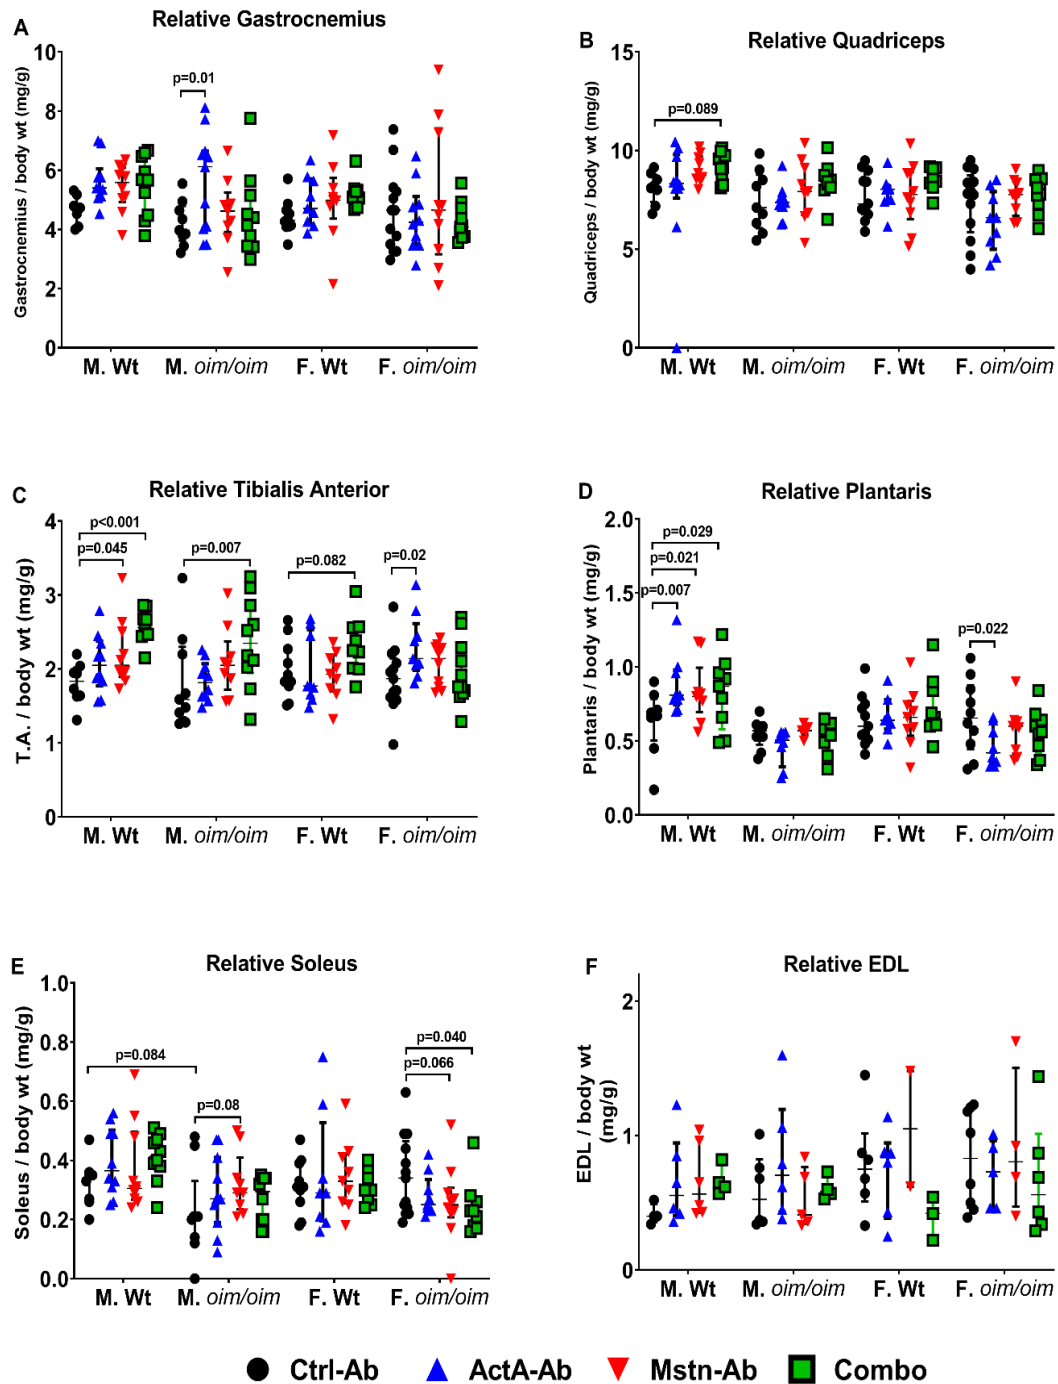 A
Relative Gastrocnemius
Gastrocnemius / body wt (mg/g)
10
8
6
4
2
0
p=0.01
M. Wt
M. oim/oim
F. Wt
F. oim/oim
B
Relative Quadriceps
Quadriceps / body wt (mg/g)
15
10
5
0
p=0.089
M. Wt
M. oim/oim
F. Wt
F. oim/oim
C
Relative Tibialis Anterior
T.A. / body wt (mg/g)
4
3
2
1
0
p<0.001
p=0.045
p=0.007
p=0.082
p=0.02
M. Wt
M. oim/oim
F. Wt
F. oim/oim
D
Relative Plantaris
Plantaris / body wt (mg/g)
2.0
1.5
1.0
0.5
0.0
p=0.029
p=0.021
p=0.007
p=0.022
M. Wt
M. oim/oim
F. Wt
F. oim/oim
E
Relative Soleus
Soleus / body wt (mg/g)
1.0
0.8
0.6
0.4
0.2
0.0
p=0.084
p=0.08
p=0.040
p=0.066
M. Wt
M. oim/oim
F. Wt
F. oim/oim
F
Relative EDL
EDL / body wt
(mg/g)
2
1
0
M. Wt
M. oim/oim
F. Wt
F. oim/oim
Ctrl-Ab
ActA-Ab
Mstn-Ab
Combo